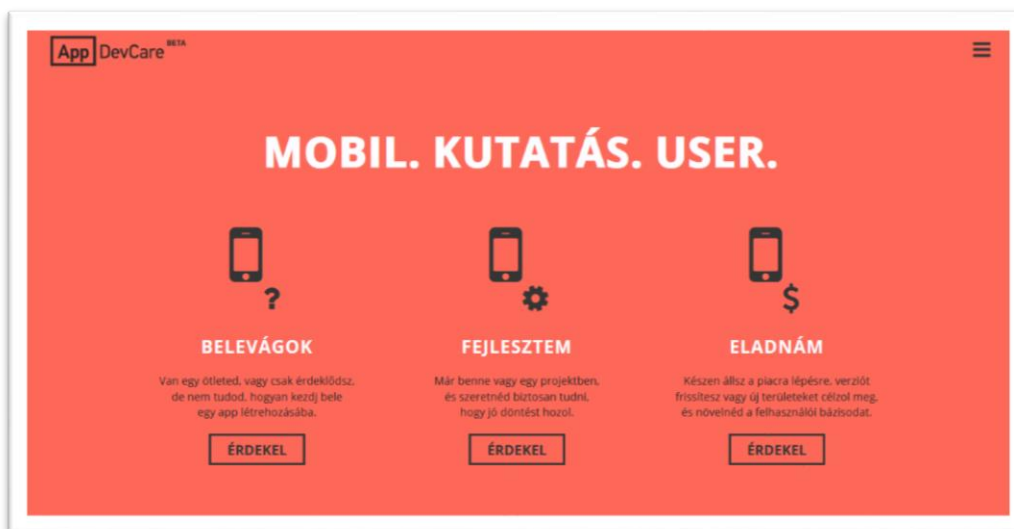 App DevCare BETA
MOBIL. KUTATÁS. USER.
?
$
BELEVÁGOK
Van egy ötleted, vagy csak érdeklődsz,
de nem tudod, hogyan kezdj bele
egy app létrehozásába.
ÉRDEKEL
FEJLESZTEM
Már benne vagy egy projektben,
és szeretnéd biztosan tudni,
hogy jó döntést hozol.
ÉRDEKEL
ELADNÁM
Készen állsz a piacra lépésre, verziót
frissítesz vagy új területeket célzol meg,
és növelnéd a felhasználói bázisodat.
ÉRDEKEL